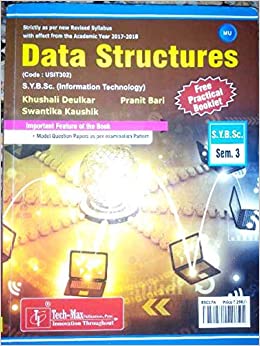 Strictly as per new Revised Syllabus
with effect from the Academic Year 2017-2018
MU
Data Structures
(Code : USIT302)
S.Y.B.Sc. (Information Technology)
Khushali Deulkar Pranit Bari
Swantika Kaushik
Free
Practical
Booklet
Important Feature of the Book
• Model Question Papers as per examination Pattern
S.Y.B.Sc.
Sem. 3
Tech-Max
Innovation Throughout